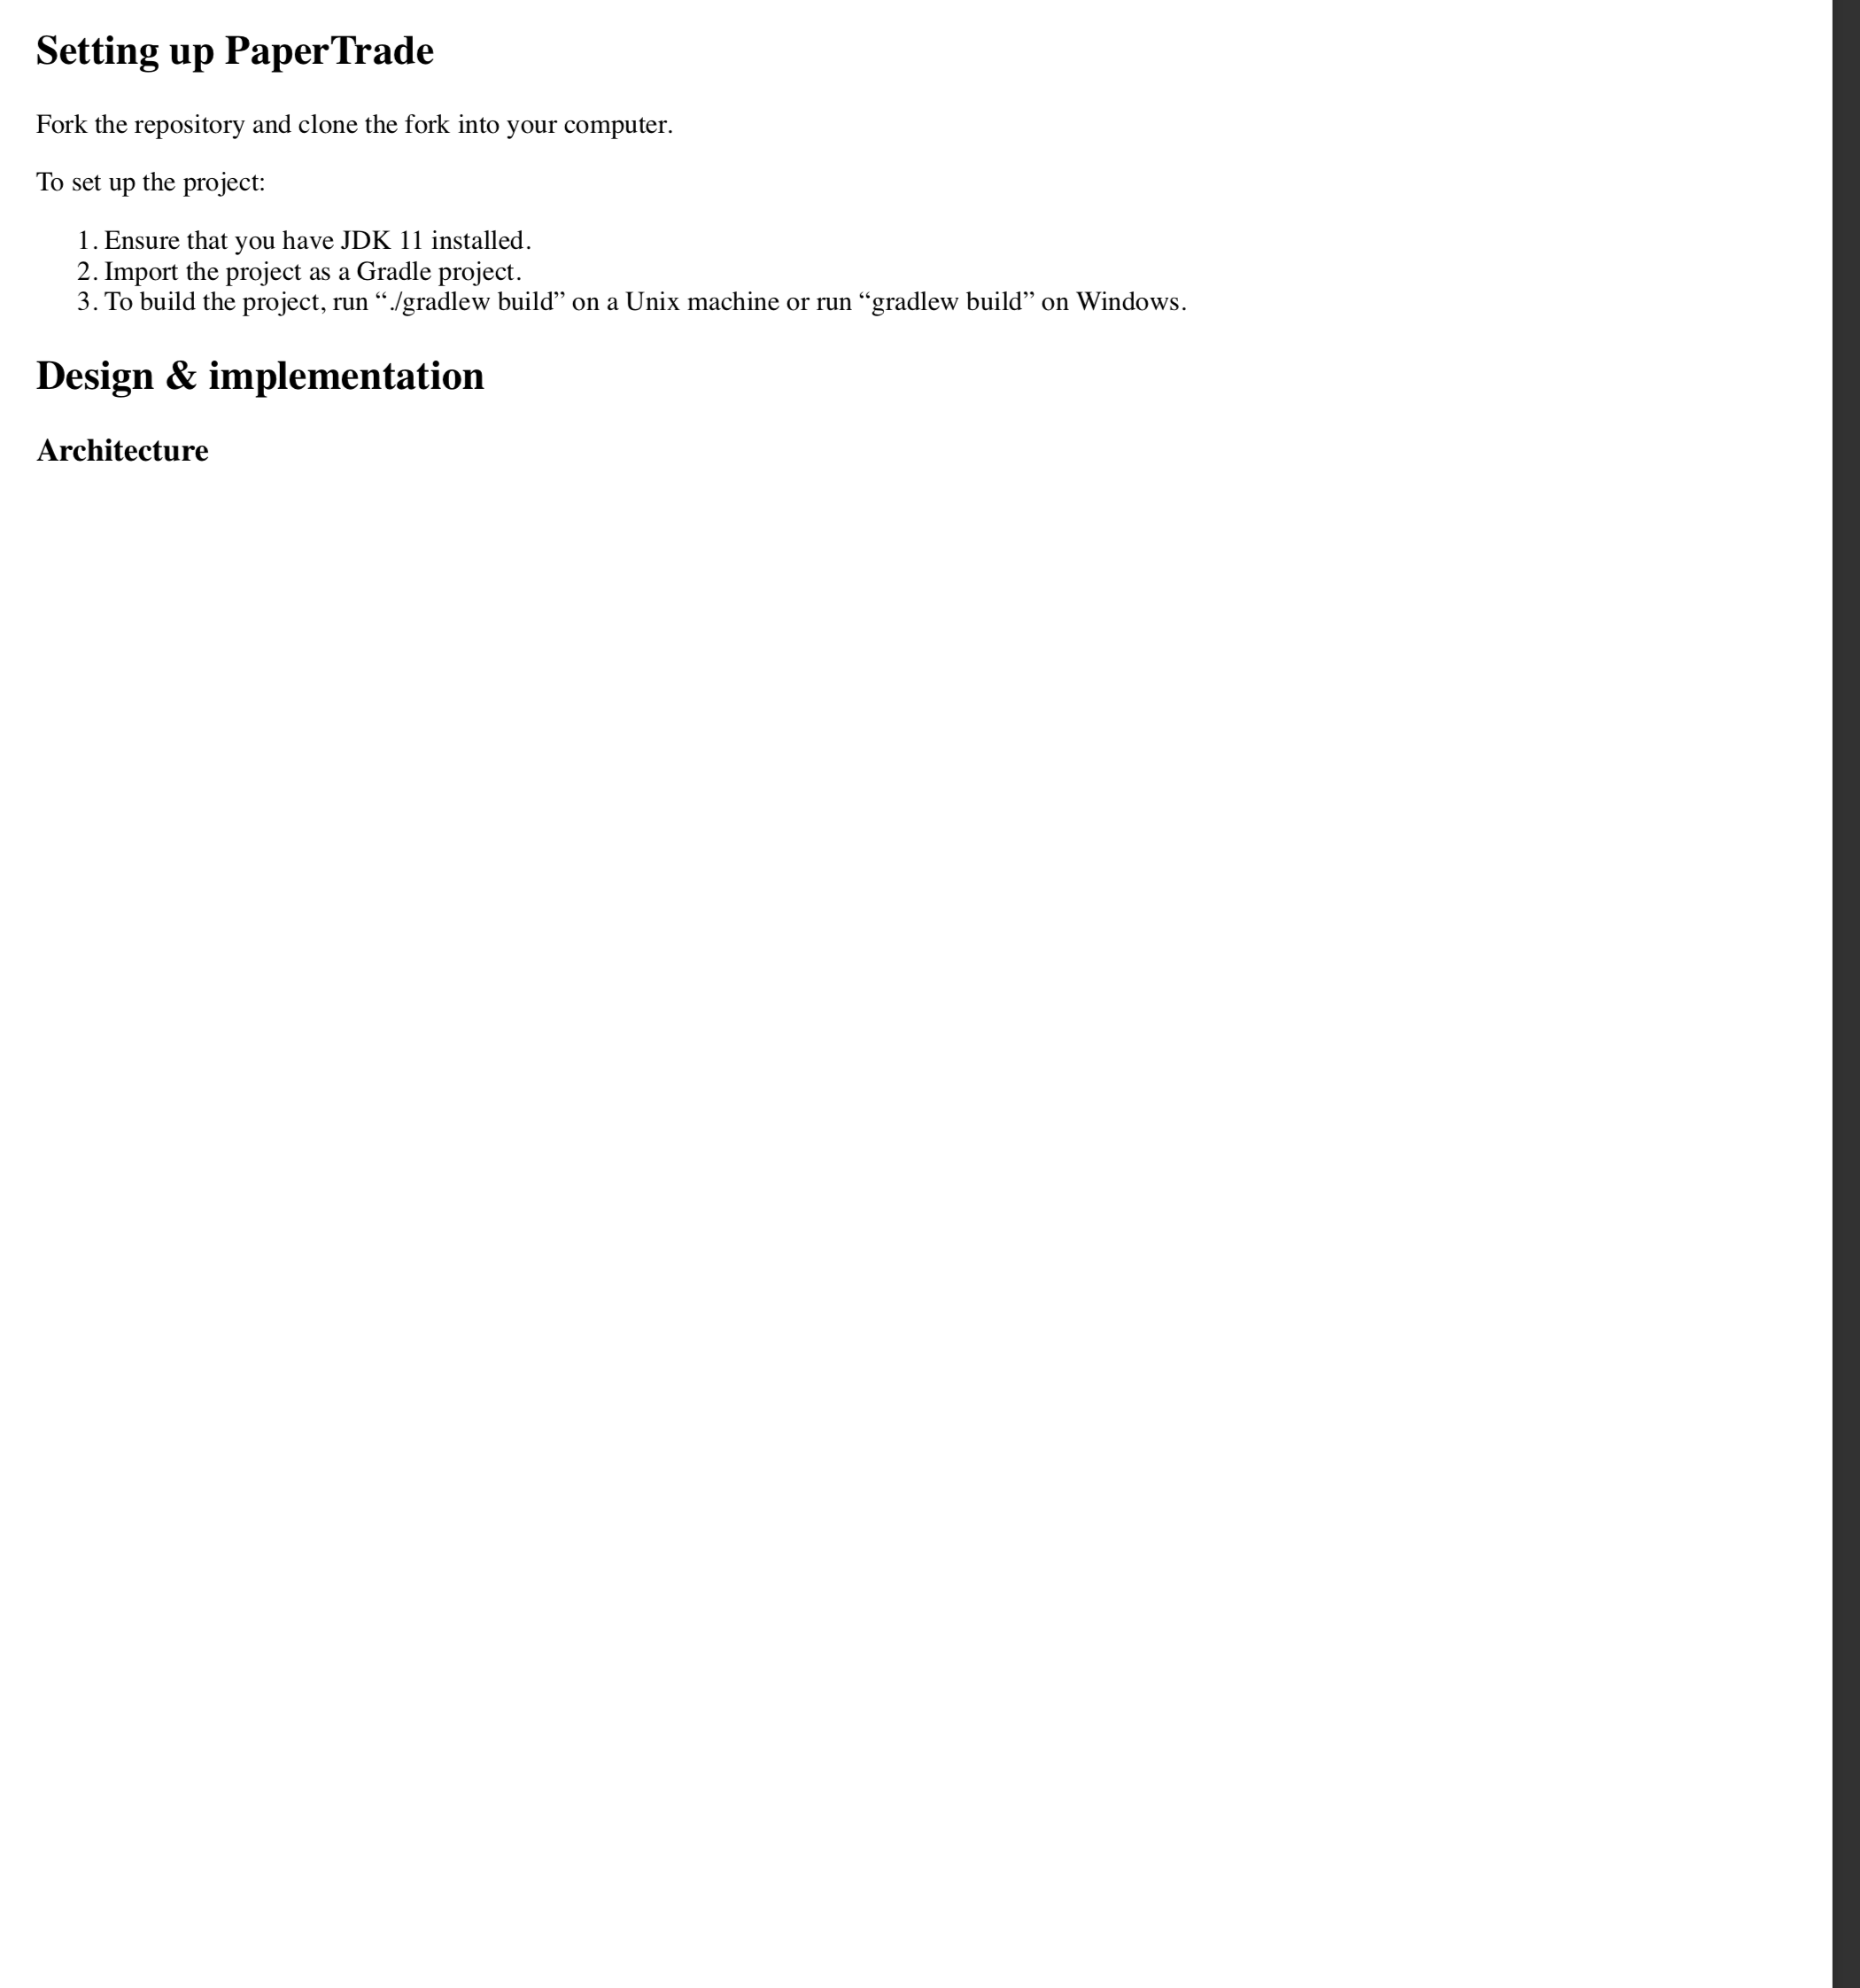 Setting up PaperTrade
Fork the repository and clone the fork into your computer.
To set up the project:
1. Ensure that you have JDK 11 installed.
2. Import the project as a Gradle project.
3. To build the project, run “./gradlew build” on a Unix machine or run “gradlew build” on Windows.
Design & implementation
Architecture